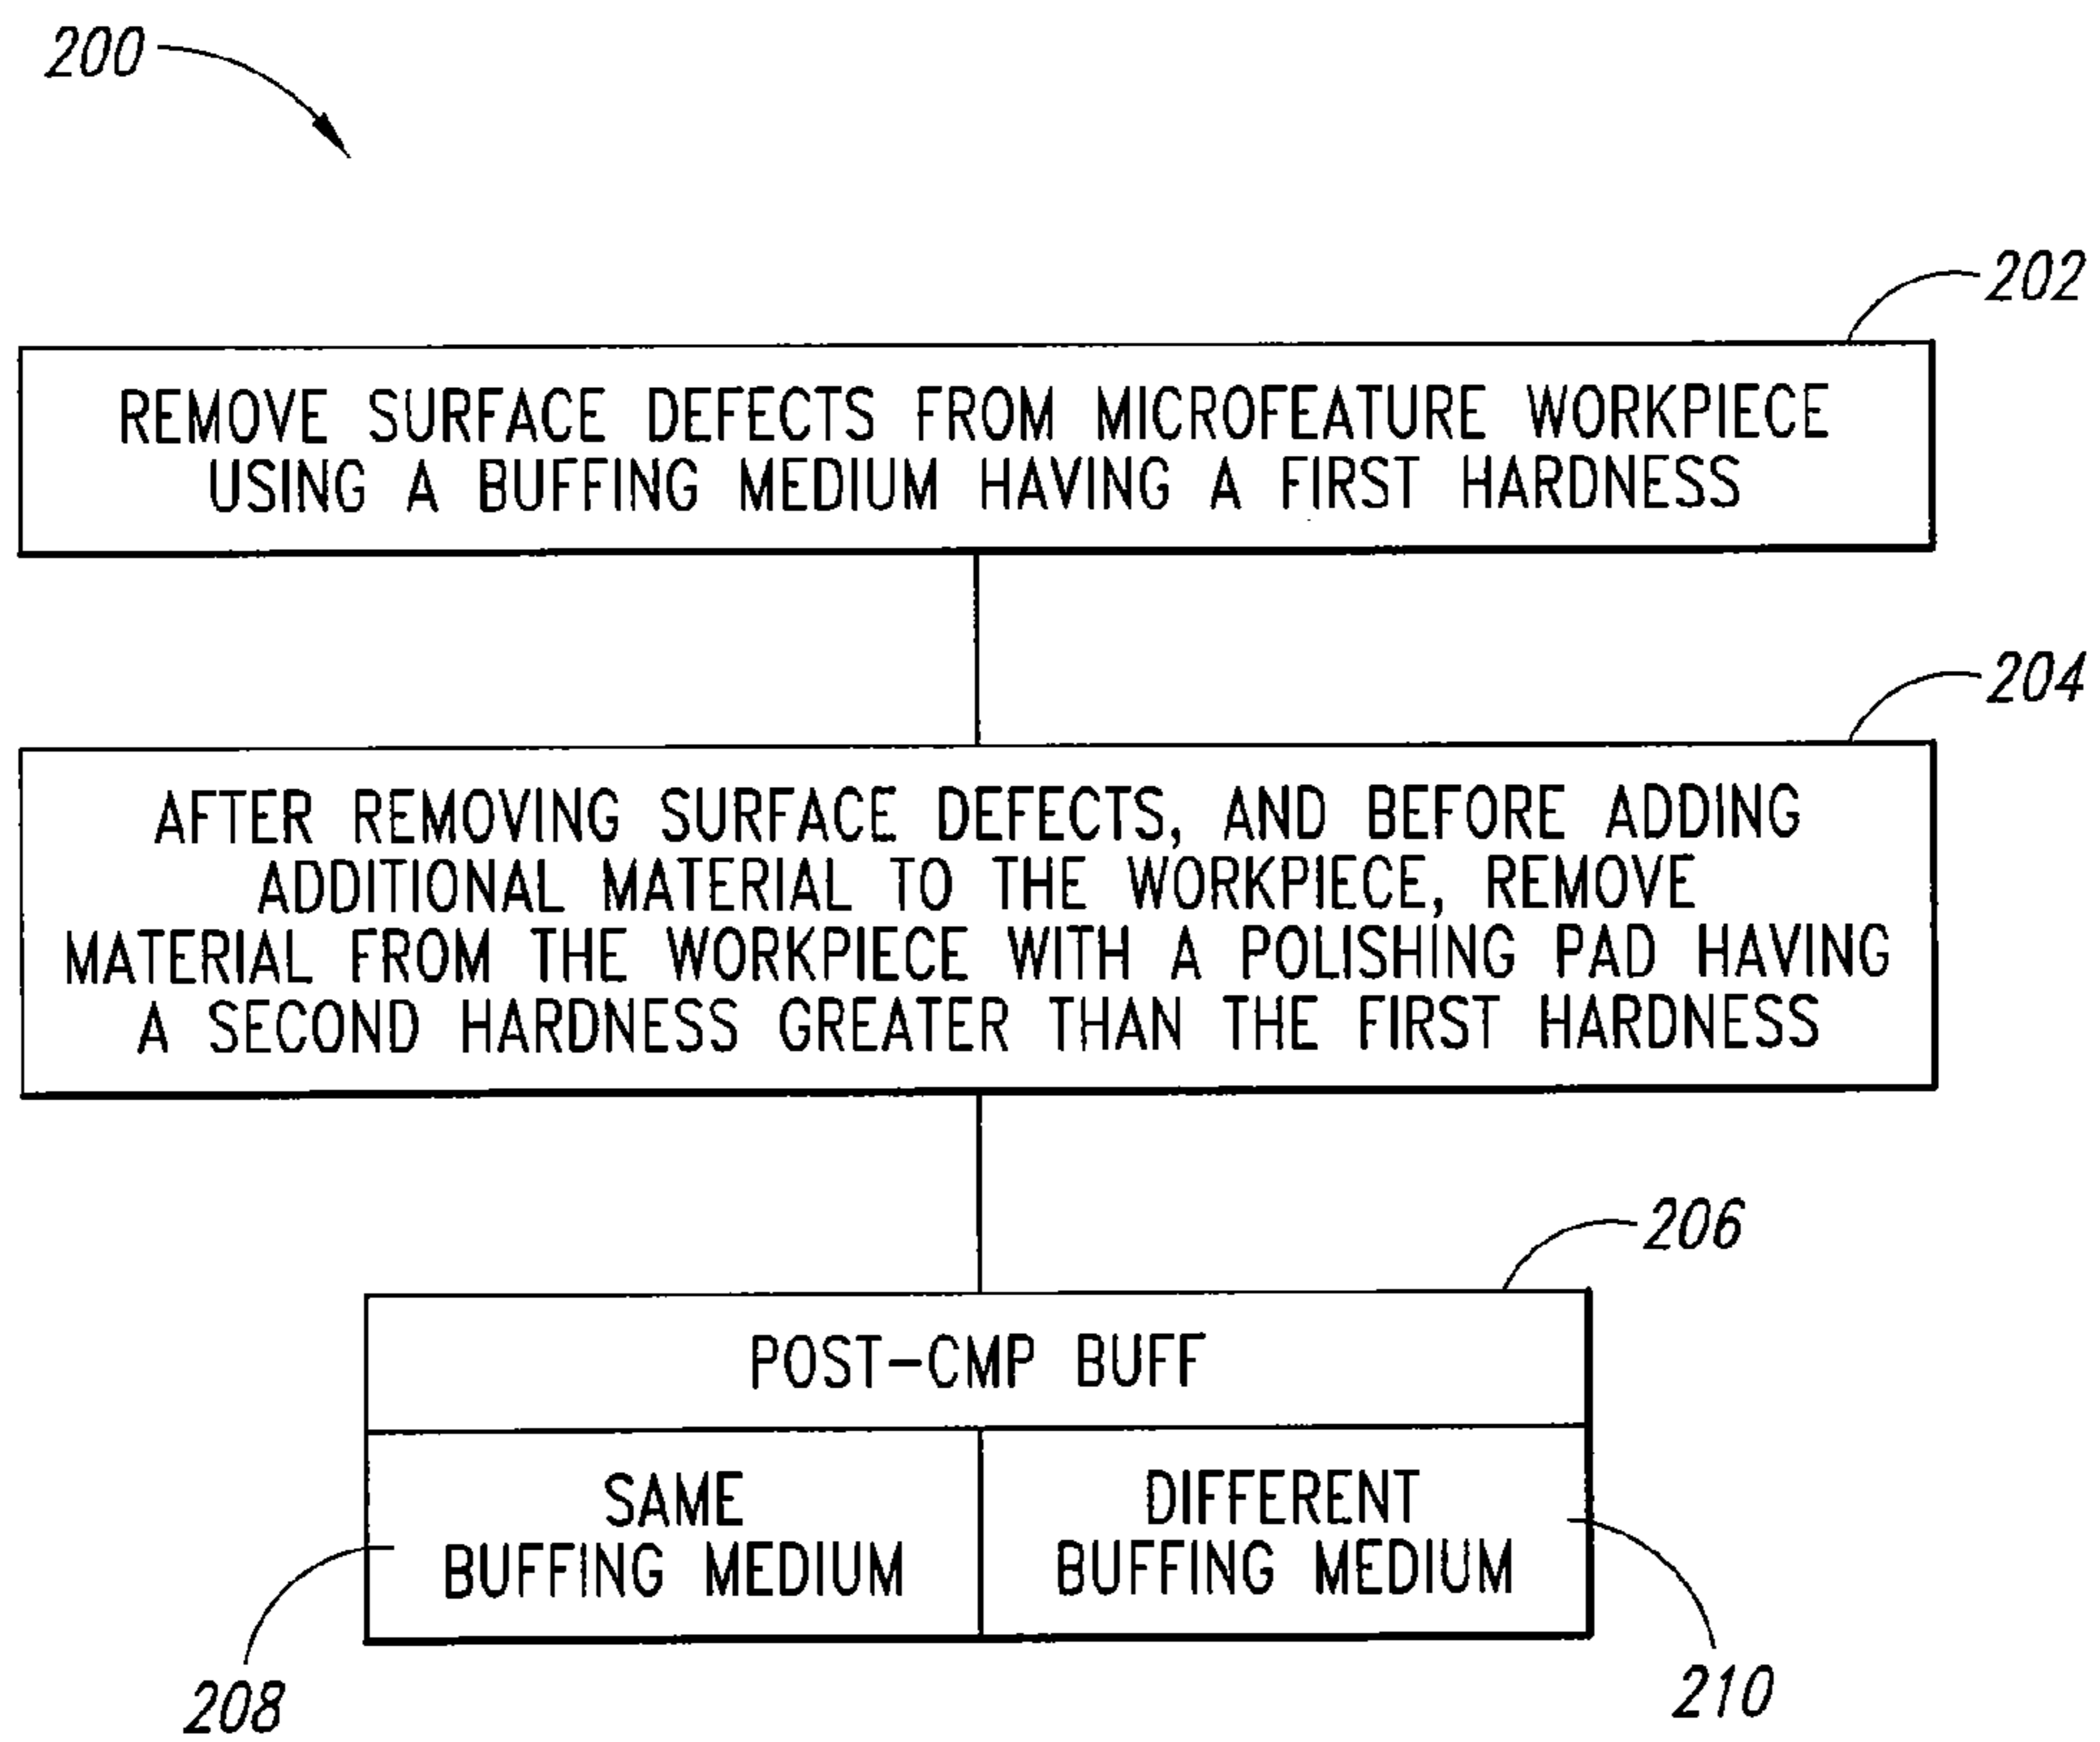 200
202
REMOVE SURFACE DEFECTS FROM MICROFEATURE WORKPIECE
USING A BUFFING MEDIUM HAVING A FIRST HARDNESS
204
AFTER REMOVING SURFACE DEFECTS, AND BEFORE ADDING
ADDITIONAL MATERIAL TO THE WORKPIECE, REMOVE
MATERIAL FROM THE WORKPIECE WITH A POLISHING PAD HAVING
A SECOND HARDNESS GREATER THAN THE FIRST HARDNESS
206
POST-CMP BUFF
SAME
BUFFING MEDIUM
DIFFERENT
BUFFING MEDIUM
208
210